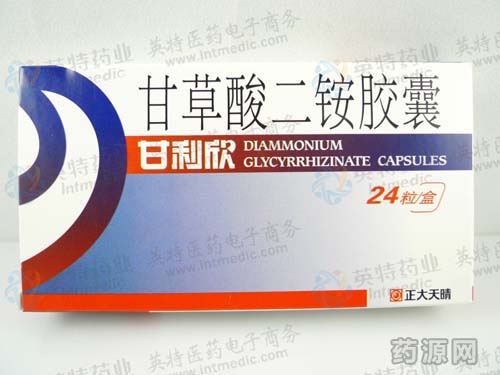 甘草酸二铵胶囊
甘利欣 DIAMMONIUM
GLYCYRRHIZINATE CAPSULES
24粒/盒
正大天晴
英特药业
Intmedic
英特医药电子商务
www.intmedic.com
药源网